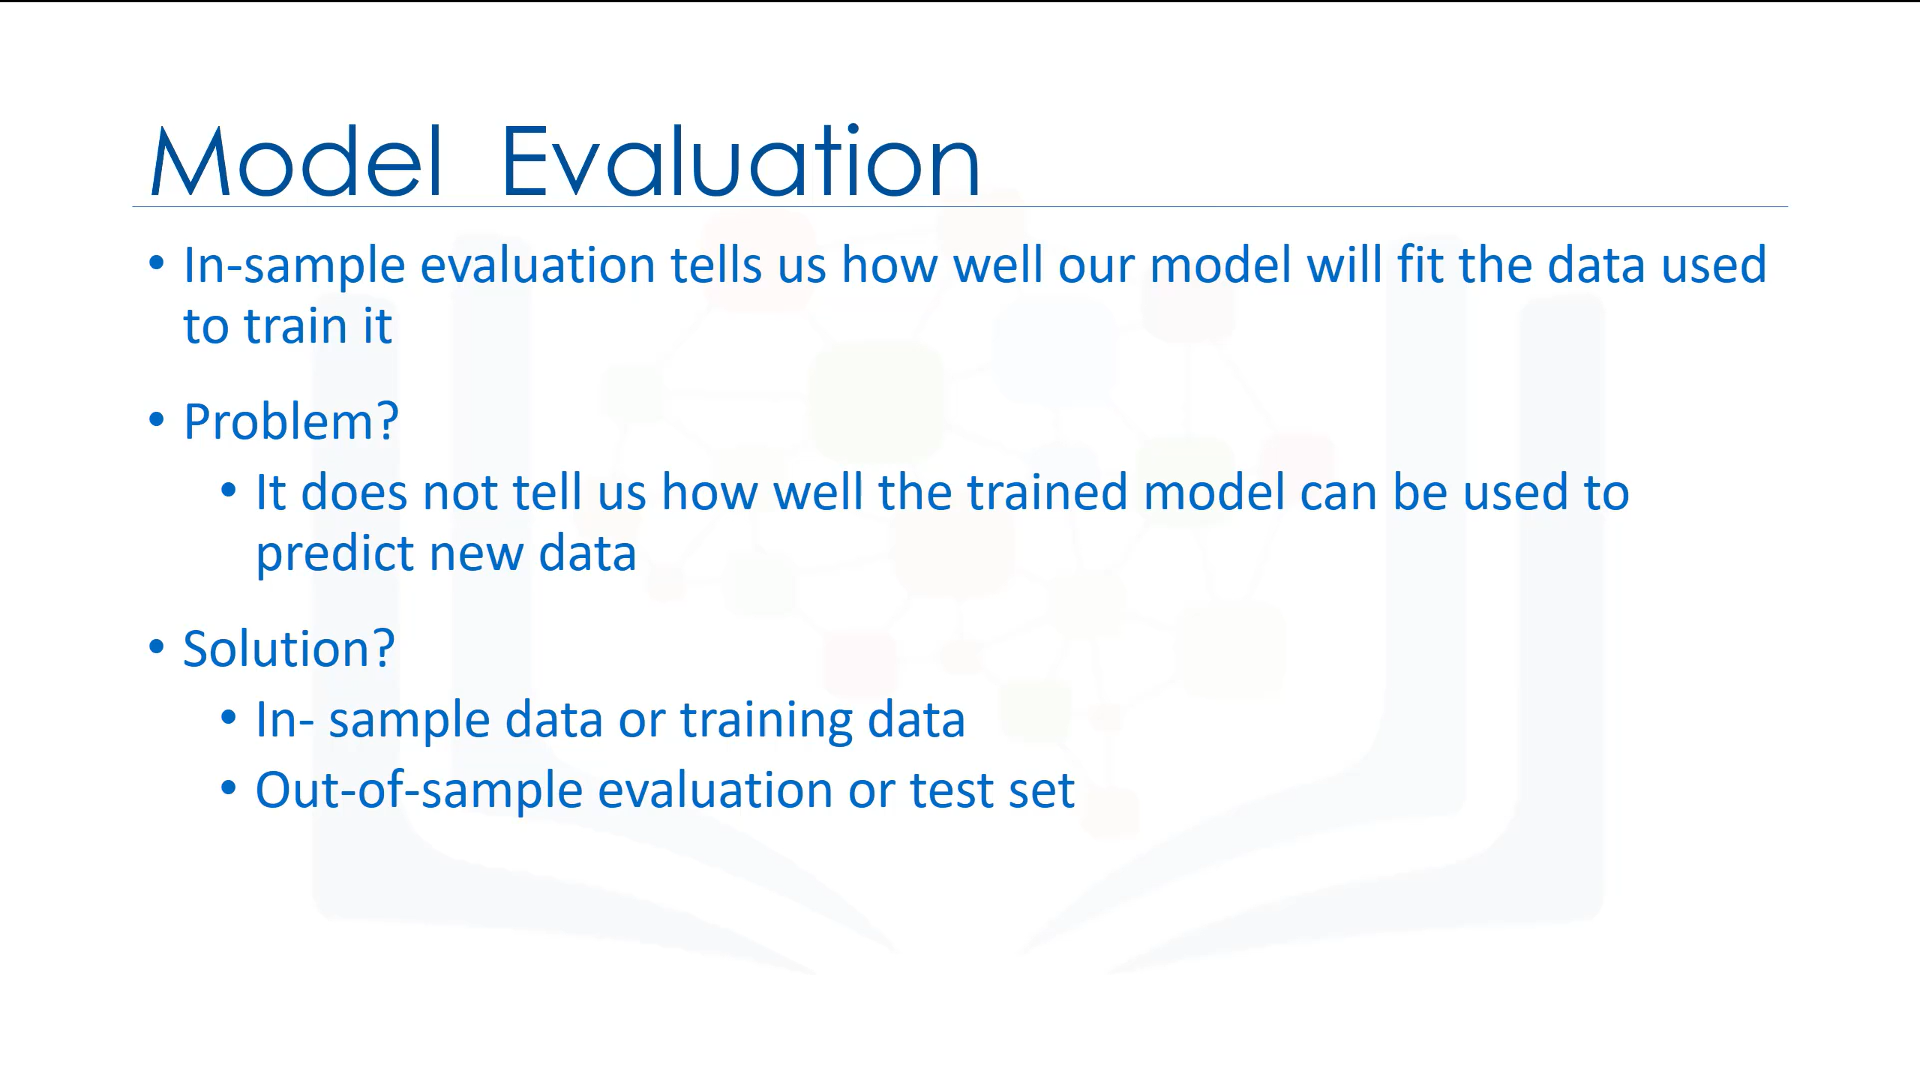 Model Evaluation
• In-sample evaluation tells us how well our model will fit the data used
to train it
• Problem?
• It does not tell us how well the trained model can be used to
predict new data
• Solution?
• In- sample data or training data
• Out-of-sample evaluation or test set